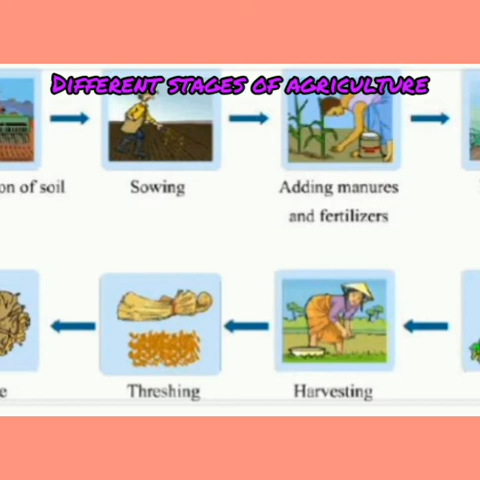 Different stages of agriculture
on of soil
Sowing
Adding manures
and fertilizers
e
Threshing
Harvesting